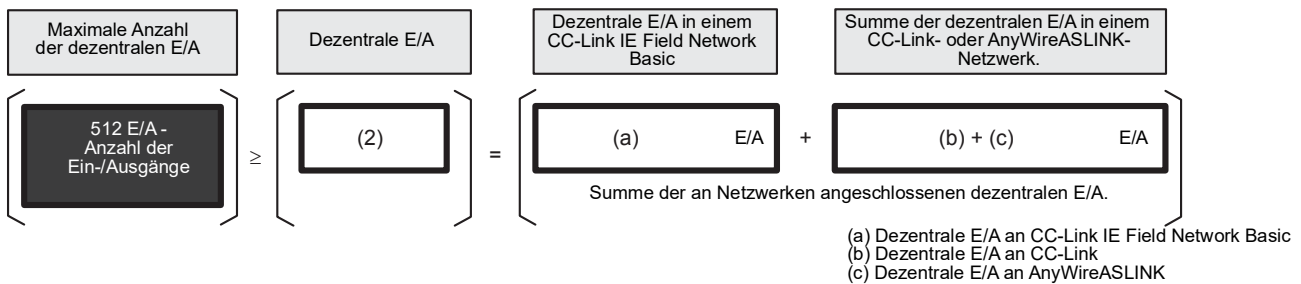 Maximale Anzahl
der dezentralen E/A
Dezentrale E/A
Dezentrale E/A in einem
CC-Link IE Field Network
Basic
Summe der dezentralen E/A in einem
CC-Link- oder AnyWireASLINK-
Netzwerk.
512 E/A -
Anzahl der
Ein-/Ausgänge
≥
(2)
=
(a) E/A
+
(b) + (c) E/A
Summe der an Netzwerken angeschlossenen dezentralen E/A.
(a) Dezentrale E/A an CC-Link IE Field Network Basic
(b) Dezentrale E/A an CC-Link
(c) Dezentrale E/A an AnyWireASLINK